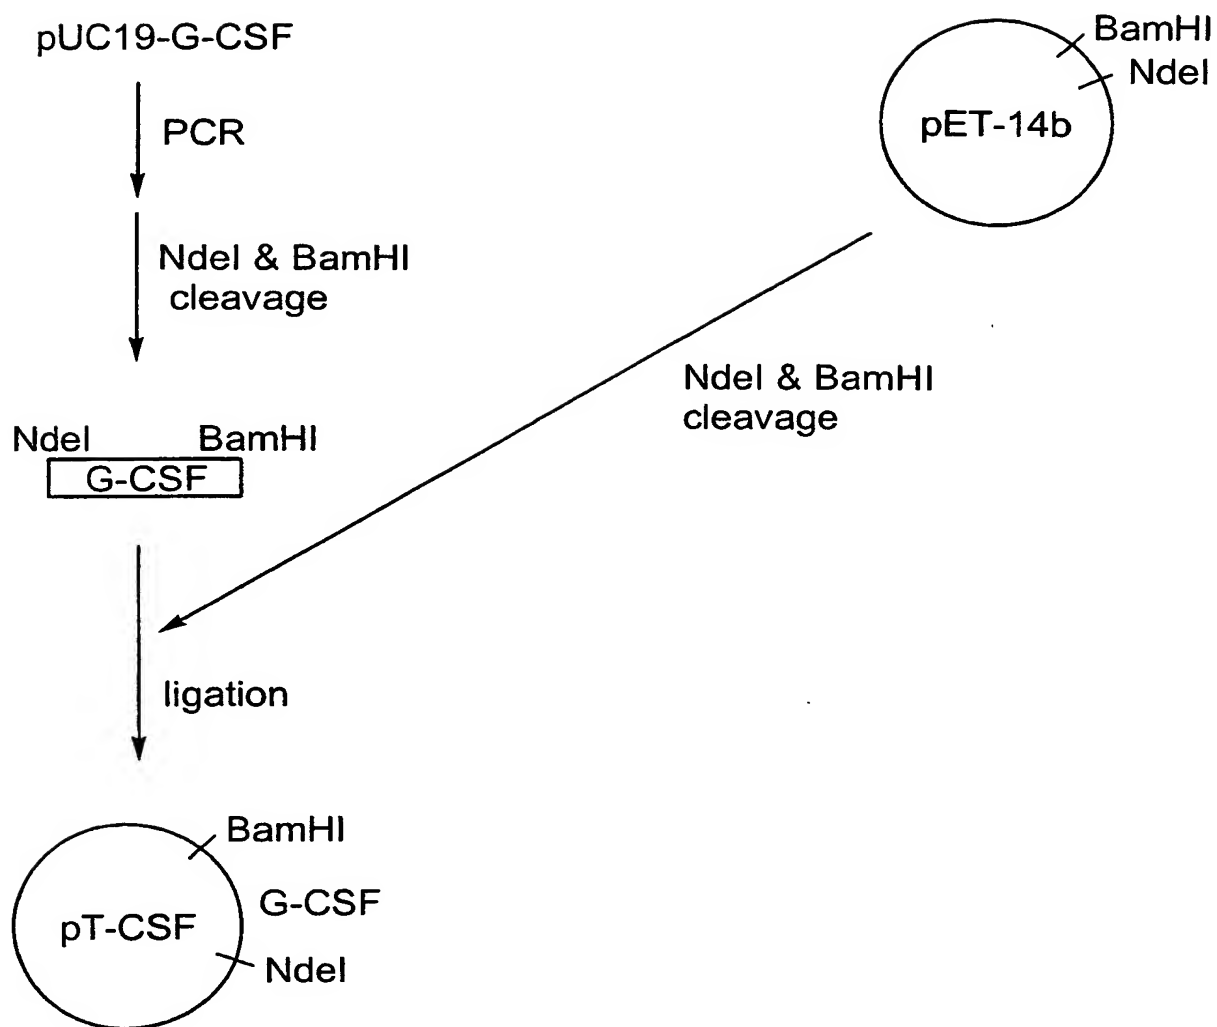 pUC19-G-CSF
PCR
NdeI & BamHI
cleavage
NdeI BamHI
G-CSF
ligation
BamHI
NdeI
pET-14b
NdeI & BamHI
cleavage
BamHI
G-CSF
pT-CSF
NdeI